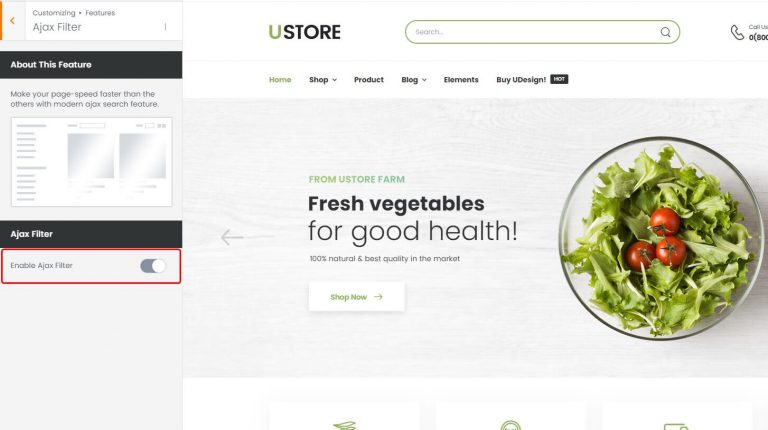 Customizing • Features
Ajax Filter
About This Feature
Make your page-speed faster than the
others with modern ajax search feature.
Ajax Filter
Enable Ajax Filter
USTORE
Search...
Call Us
0(800
Home
Shop
Product
Blog
Elements
Buy UDesign!
HOT
FROM USTORE FARM
Fresh vegetables
for good health!
100% natural & best quality in the market
Shop Now